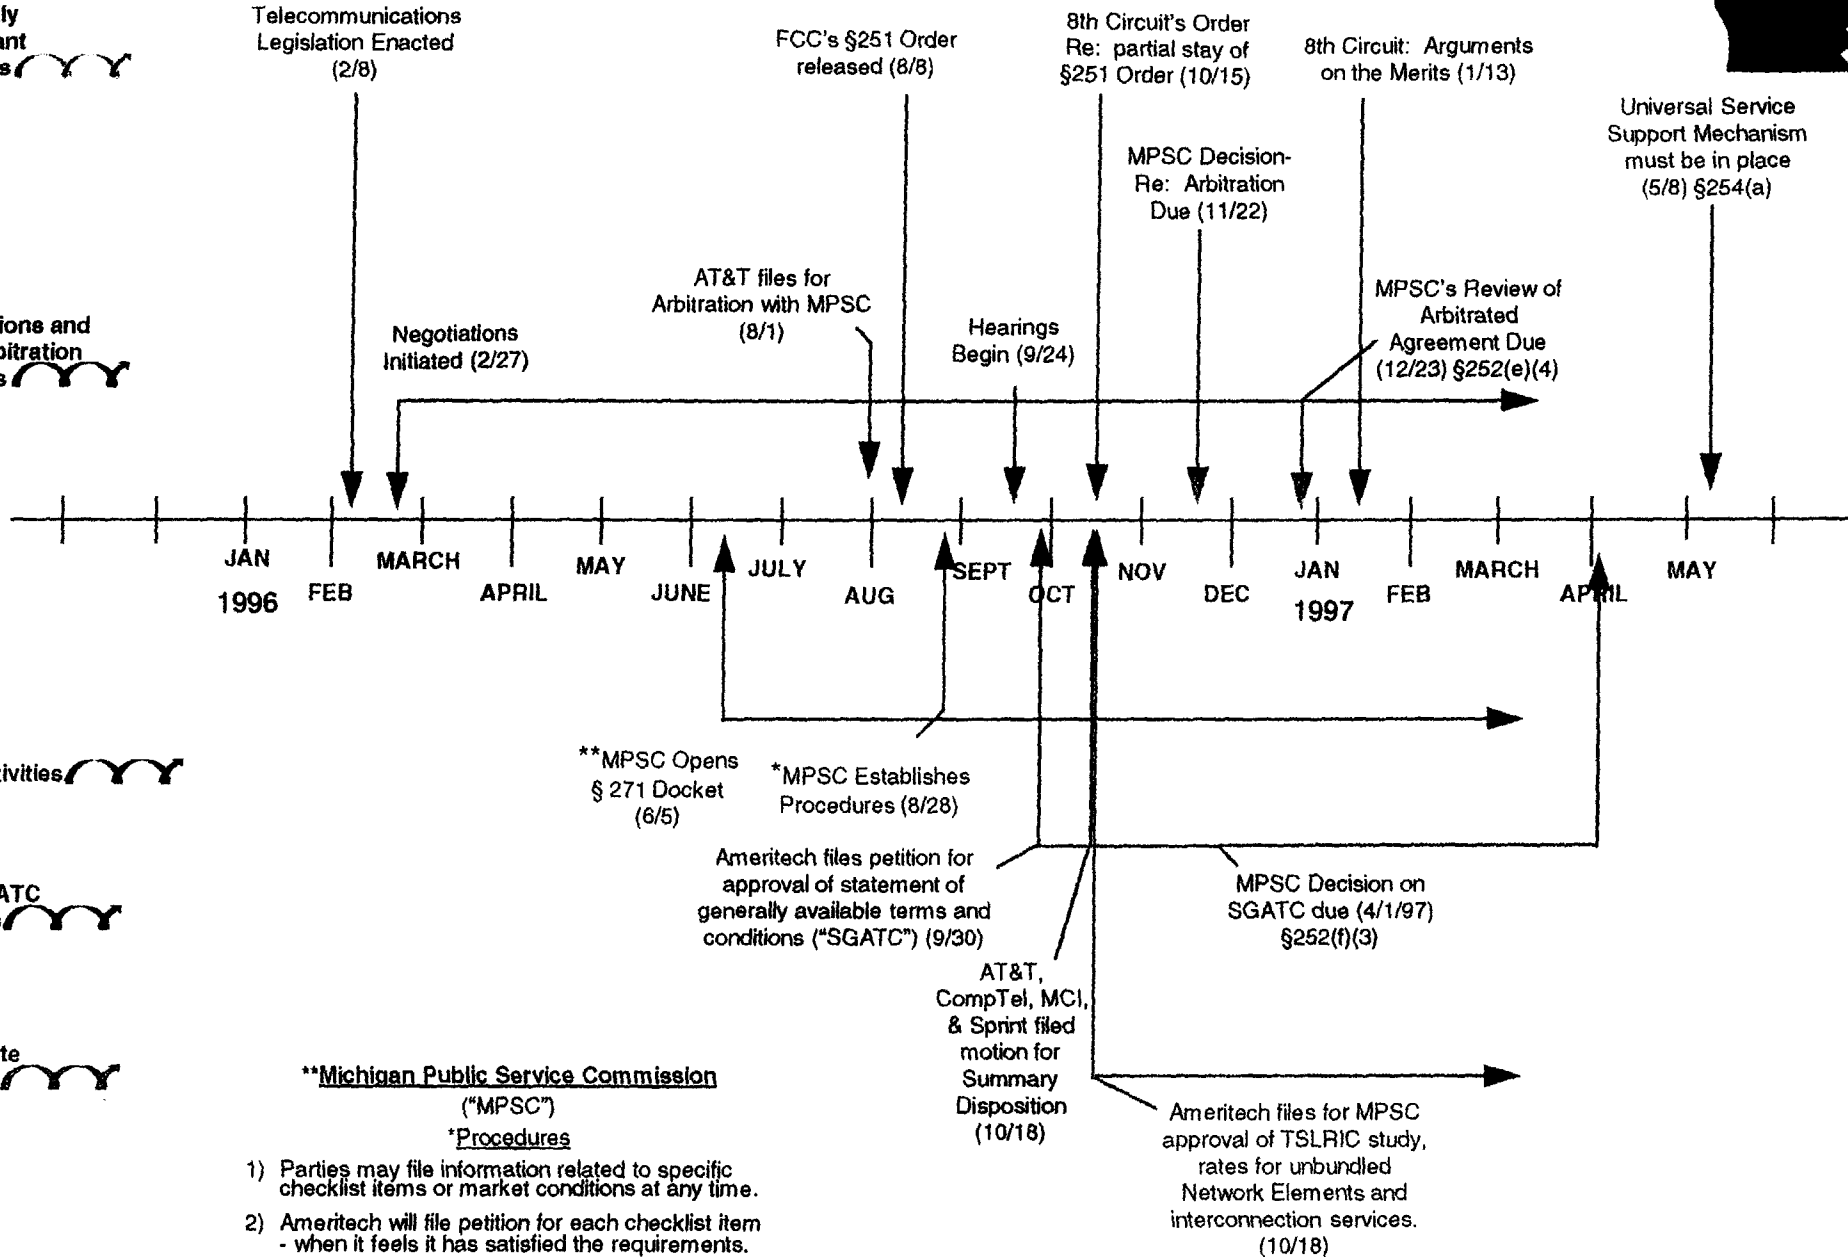 ly
ant
s
Telecommunications
Legislation Enacted
(2/8)
FCC's §251 Order
released (8/8)
8th Circuit's Order
Re: partial stay of
§251 Order (10/15)
8th Circuit: Arguments
on the Merits (1/13)
Universal Service
Support Mechanism
must be in place
(5/8) §254(a)
MPSC Decision-
Re: Arbitration
Due (11/22)
ions and
bitration
s
Negotiations
Initiated (2/27)
AT&T files for
Arbitration with MPSC
(8/1)
Hearings
Begin (9/24)
MPSC's Review of
Arbitrated
Agreement Due
(12/23) §252(e)(4)
JAN
1996
FEB
MARCH
APRIL
MAY
JUNE
JULY
AUG
SEPT
OCT
NOV
DEC
JAN
1997
FEB
MARCH
APRIL
MAY
tivities
**MPSC Opens
§ 271 Docket
(6/5)
*MPSC Establishes
Procedures (8/28)
ATC
s
Ameritech files petition for
approval of statement of
generally available terms and
conditions ("SGATC") (9/30)
MPSC Decision on
SGATC due (4/1/97)
§252(f)(3)
AT&T,
CompTel, MCI,
& Sprint filed
motion for
Summary
Disposition
(10/18)
te
Ameritech files for MPSC
approval of TSLRIC study,
rates for unbundled
Network Elements and
interconnection services.
(10/18)
**Michigan Public Service Commission
("MPSC")
*Procedures
1) Parties may file information related to specific
checklist items or market conditions at any time.
2) Ameritech will file petition for each checklist item
- when it feels it has satisfied the requirements.